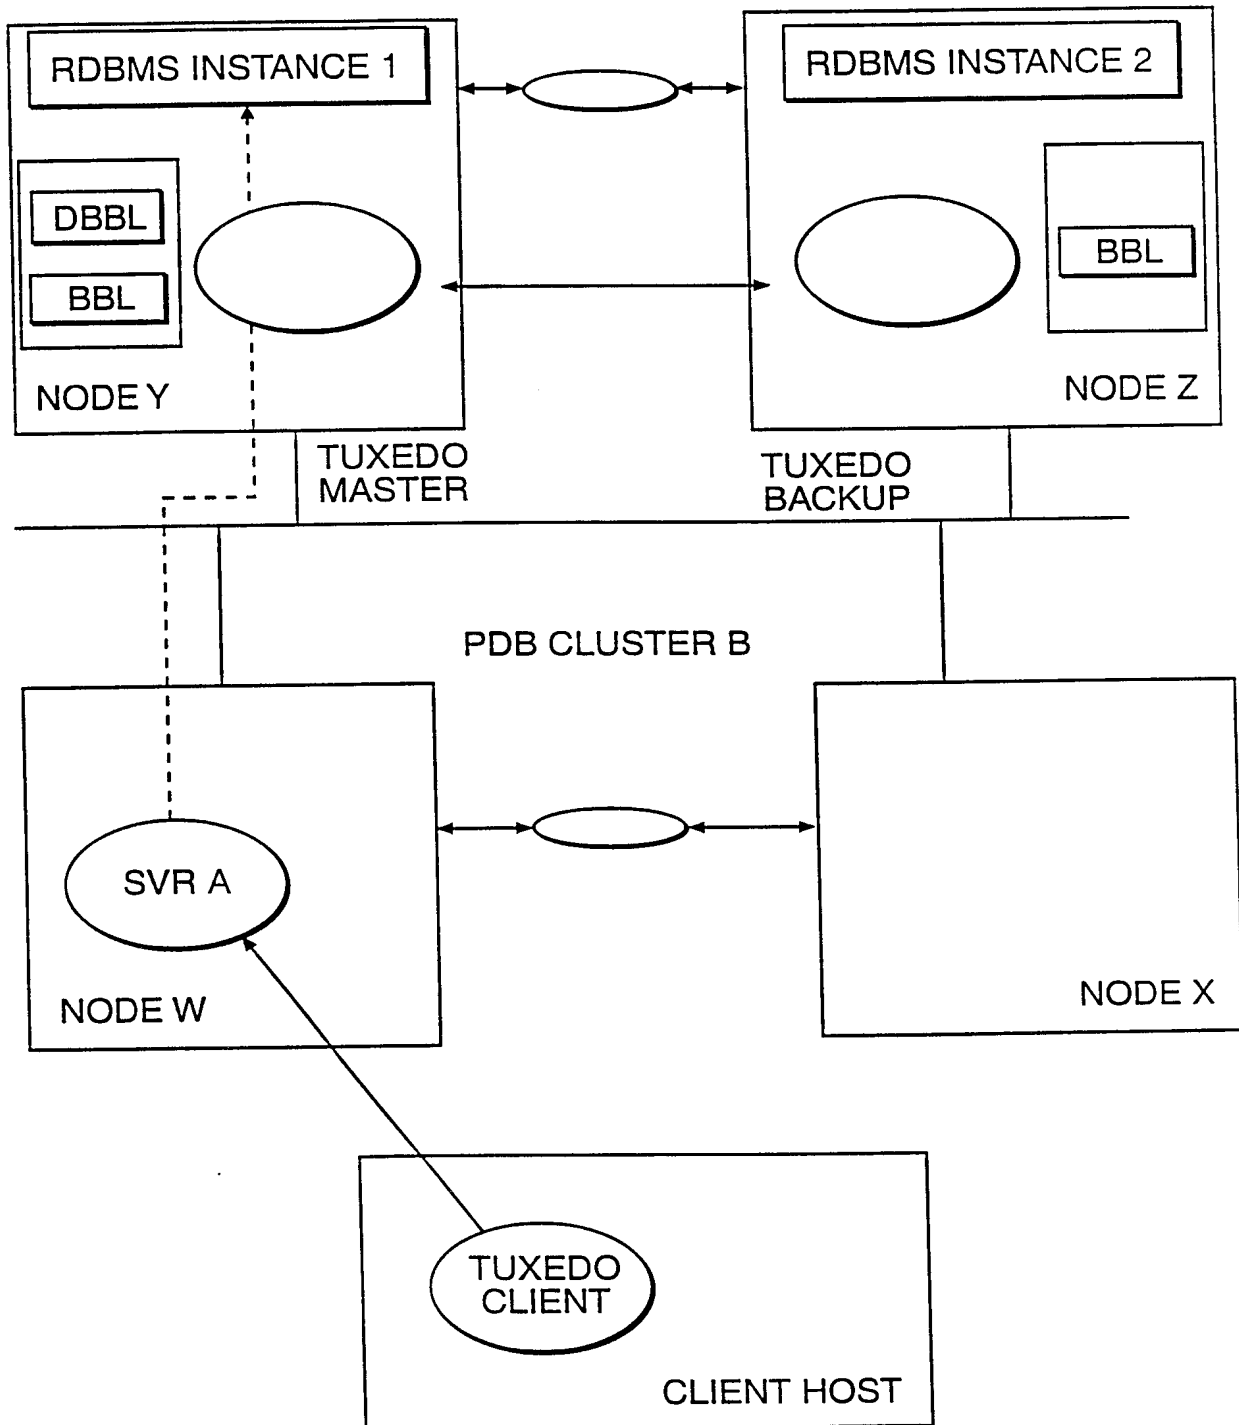 RDBMS INSTANCE 1
RDBMS INSTANCE 2
DBBL
BBL
BBL
NODE Y
NODE Z
TUXEDO
MASTER
TUXEDO
BACKUP
PDB CLUSTER B
SVR A
NODE W
NODE X
TUXEDO
CLIENT
CLIENT HOST